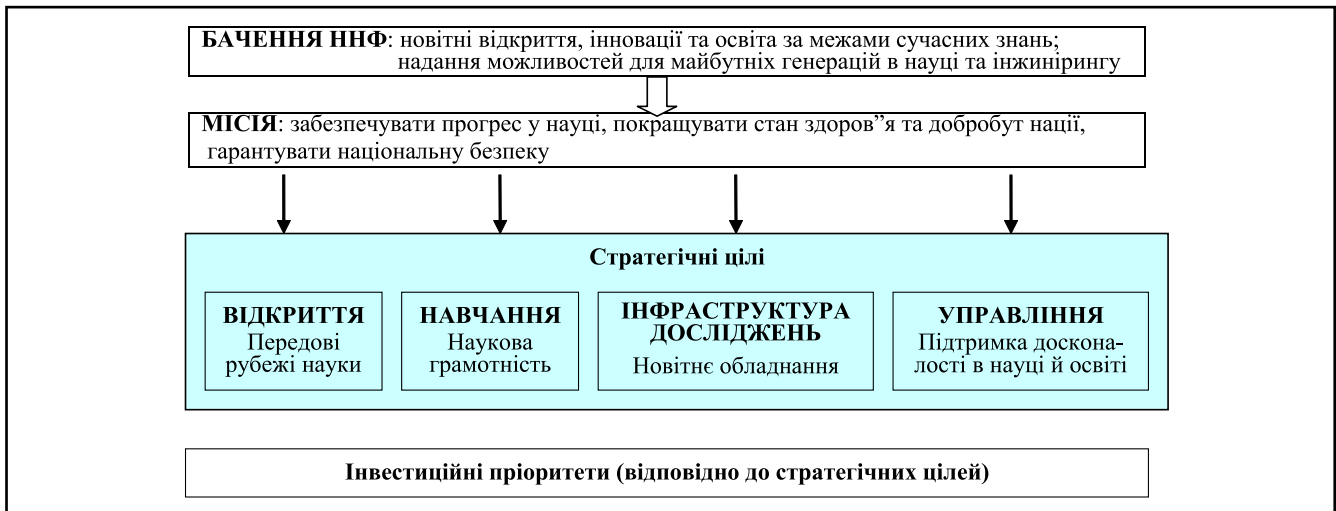 БАЧЕННЯ ННФ: новітні відкриття, інновації та освіта за межами сучасних знань;
надання можливостей для майбутніх генерацій в науці та інжинірингу
МІСІЯ: забезпечувати прогрес у науці, покращувати стан здоров”я та добробут нації,
гарантувати національну безпеку
Стратегічні цілі
ВІДКРИТТЯ
Передові
рубежі науки
НАВЧАННЯ
Наукова
грамотність
ІНФРАСТРУКТУРА
ДОСЛІДЖЕНЬ
Новітнє обладнання
УПРАВЛІННЯ
Підтримка доскона-
лості в науці й освіті
Інвестиційні пріоритети (відповідно до стратегічних цілей)